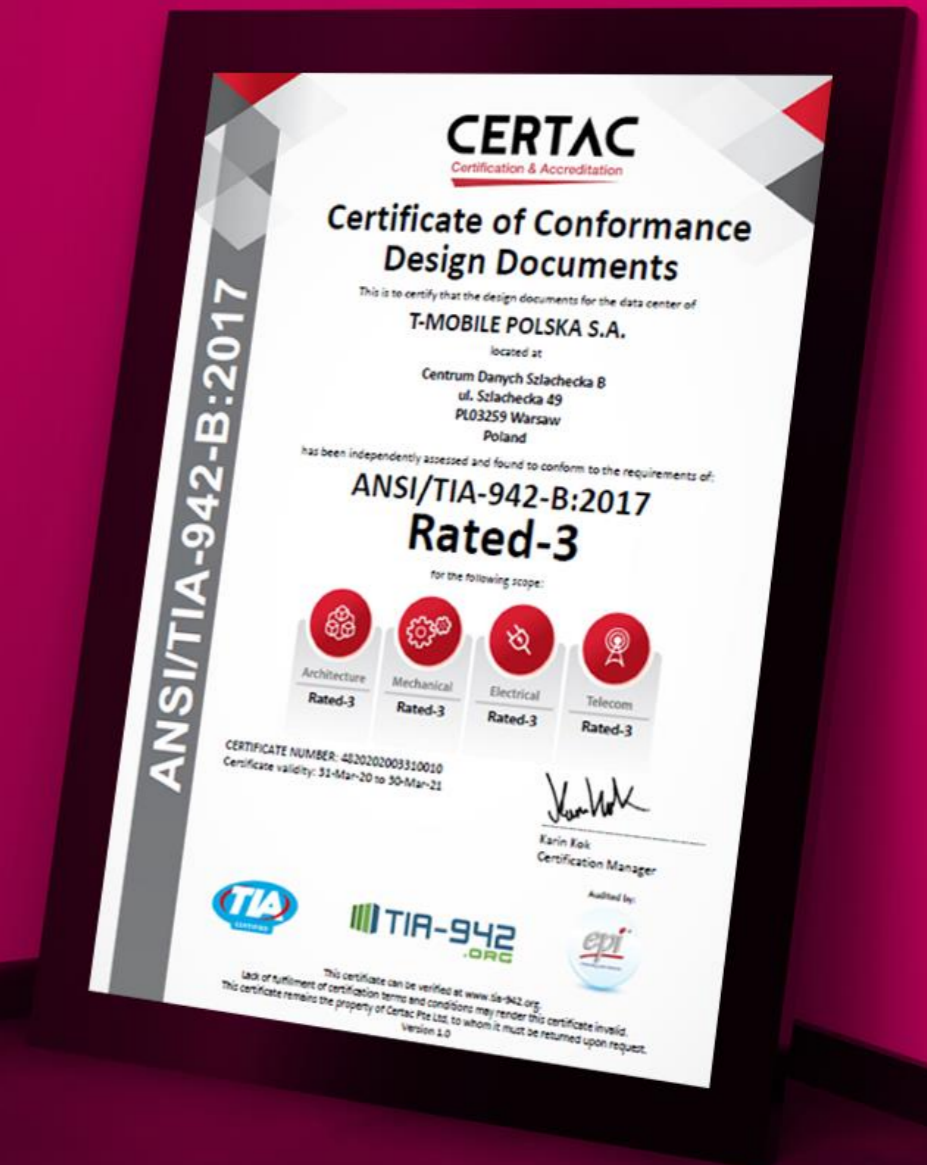 CERTAC
Certification & Accreditation
Certificate of Conformance
Design Documents
This is to certify that the design documents for the data center of
T-MOBILE POLSKA S.A.
located at
Centrum Danych Szlachecka B
ul. Szlachecka 49
PL03259 Warsaw
Poland
has been independently assessed and found to conform to the requirements of:
ANSI/TIA-942-B:2017
Rated-3
for the following scope:
Architecture
Rated-3
Mechanical
Rated-3
Electrical
Rated-3
Telecom
Rated-3
ANSI/TIA-942-B:2017
CERTIFICATE NUMBER: 4820202003310010
Certificate validity: 31-Mar-20 to 30-Mar-21
Karin Kok
Certification Manager
Audited by:
TIA
CERTIFIED
TIA-942
.ORG
epi
This certificate can be verified at www.tia-942.org.
Lack of fulfilment of certification terms and conditions may render this certificate invalid.
This certificate remains the property of Certac Pte Ltd, to whom it must be returned upon request.
Version 1.0